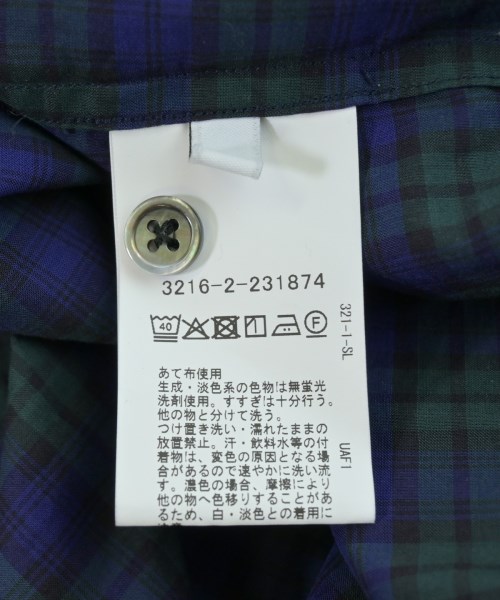 3216-2-231874
40
F
321-1-SL
UAF1
あて布使用
生成・淡色系の色物は無蛍光
洗剤使用。すすぎは十分行う。
他の物と分けて洗う。
つけ置き洗い・濡れたままの
放置禁止。汗・飲料水等の付
着物は、変色の原因となる場
合があるので速やかに洗い流
す。濃色の場合、摩擦により
他の物へ色移りすることがあ
るため、白・淡色との着用に